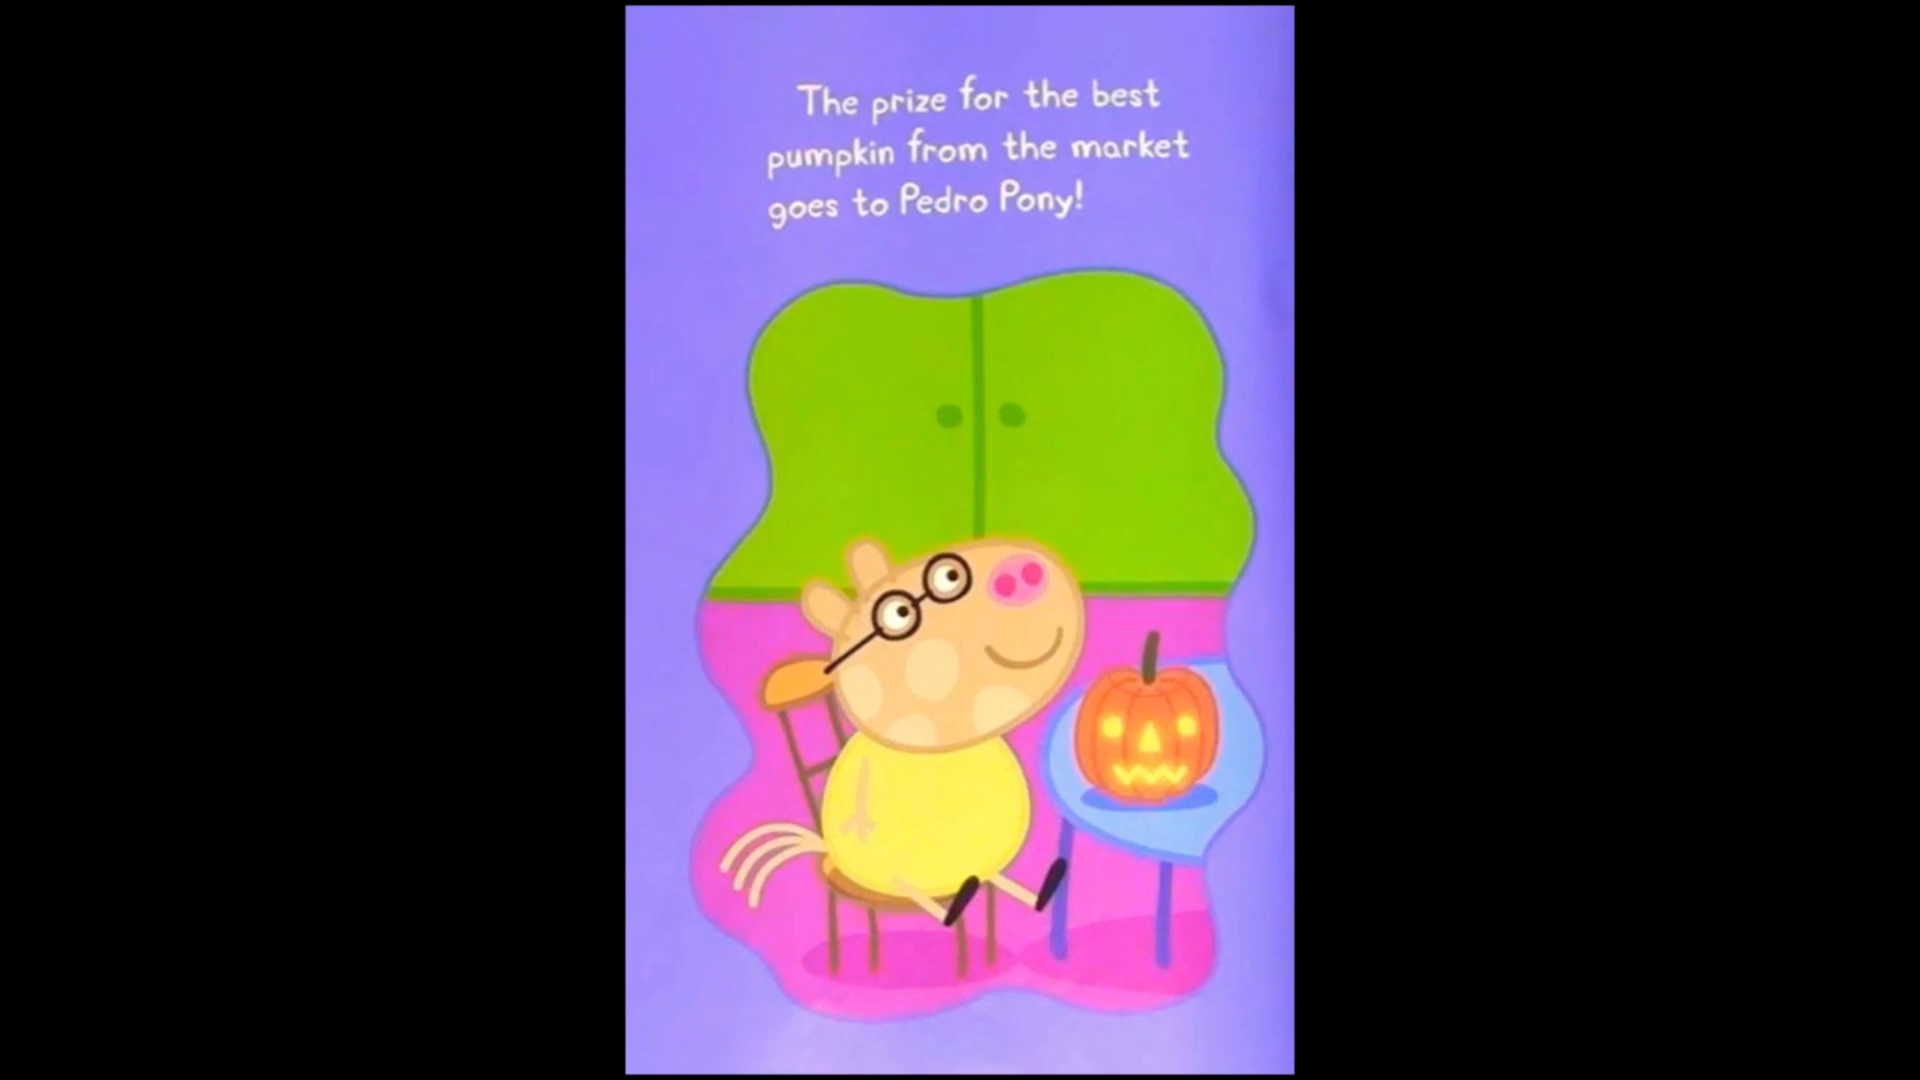 The prize for the best
pumpkin from the market
goes to Pedro Pony!